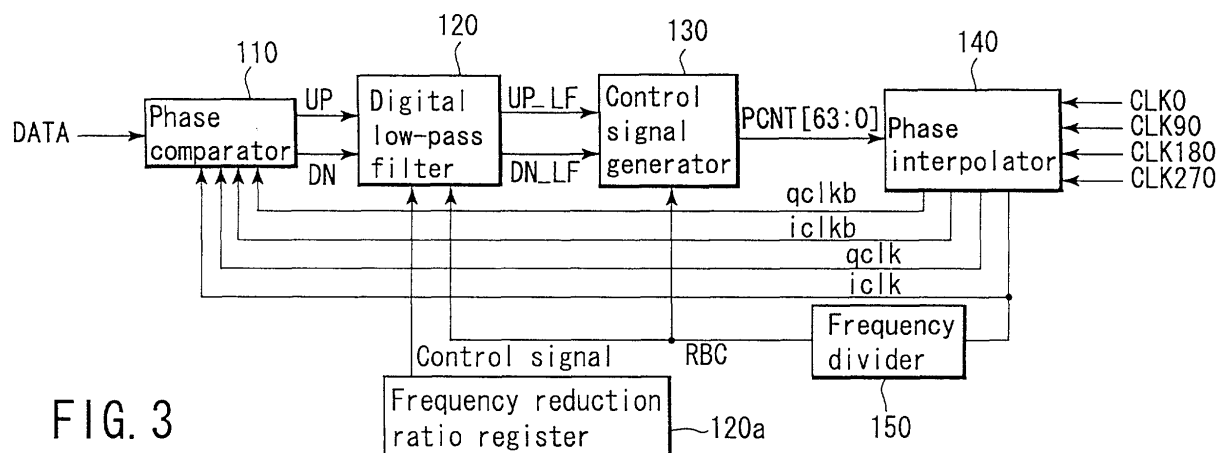 110
120
130
140
DATA
Phase
comparator
UP
DN
Digital
low-pass
filter
UP_LF
DN_LF
Control
signal
generator
PCNT[63:0]
Phase
interpolator
CLK0
CLK90
CLK180
CLK270
qclkb
iclkb
qclk
iclk
Control signal
RBC
Frequency
divider
150
Frequency reduction
ratio register
120a
FIG. 3